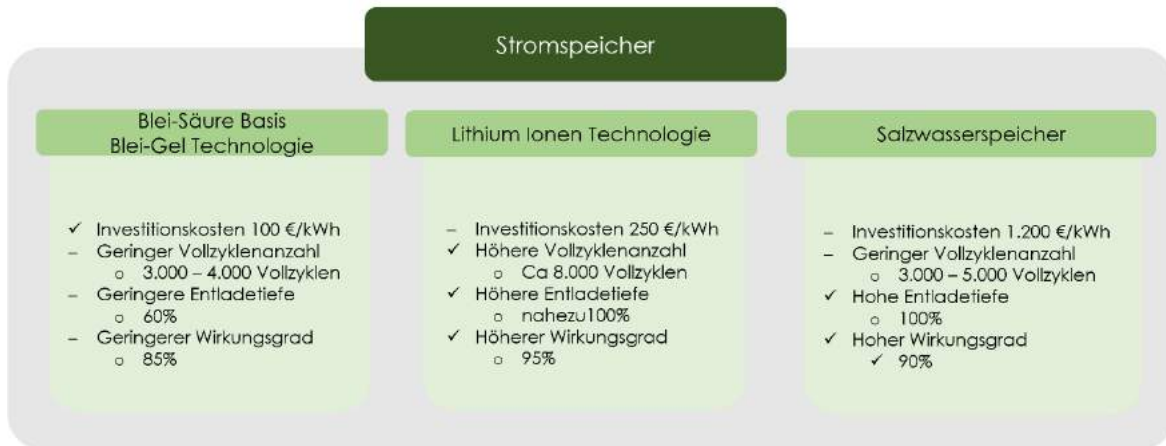 Stromspeicher
Blei-Säure Basis
Blei-Gel Technologie
✓ Investitionskosten 100 €/kWh
– Geringer Vollzyklenanzahl
o 3.000 – 4.000 Vollzyklen
– Geringere Entladetiefe
o 60%
– Geringerer Wirkungsgrad
o 85%
Lithium Ionen Technologie
– Investitionskosten 250 €/kWh
✓ Höhere Vollzyklenanzahl
o Ca 8.000 Vollzyklen
✓ Höhere Entladetiefe
o nahezu100%
✓ Höherer Wirkungsgrad
o 95%
Salzwasserspeicher
– Investitionskosten 1.200 €/kWh
– Geringer Vollzyklenanzahl
o 3.000 – 5.000 Vollzyklen
✓ Hohe Entladetiefe
o 100%
✓ Hoher Wirkungsgrad
✓ 90%